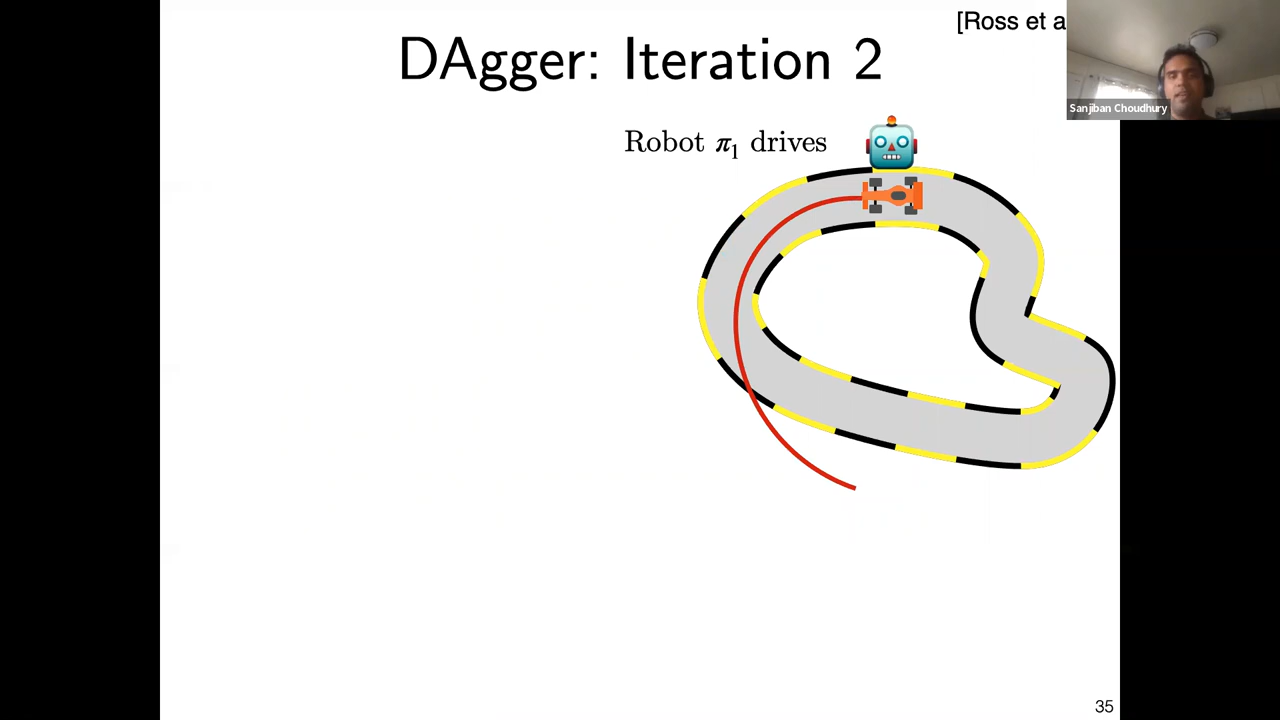 [Ross et a
DAgger: Iteration 2
Sanjiban Choudhury
Robot π1 drives
35